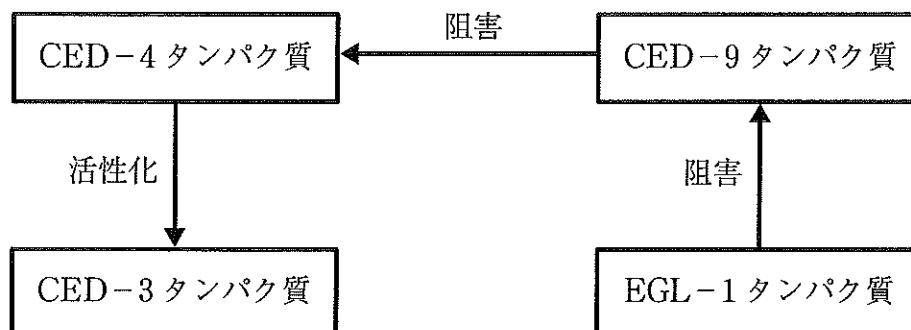 阻害
CED-4 タンパク質
CED-9 タンパク質
活性化
阻害
CED-3 タンパク質
EGL-1 タンパク質